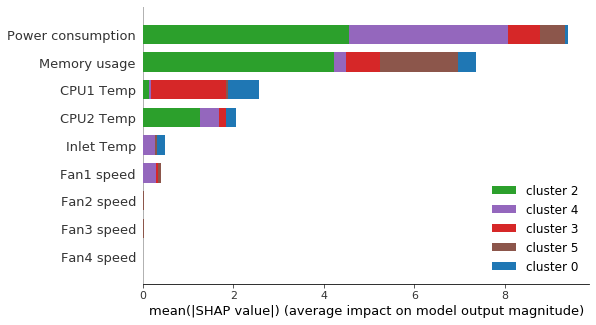 Power consumption
Memory usage
CPU1 Temp
CPU2 Temp
Inlet Temp
Fan1 speed
Fan2 speed
Fan3 speed
Fan4 speed
cluster 2
cluster 4
cluster 3
cluster 5
cluster 0
0 2 4 6 8
mean(|SHAP value|) (average impact on model output magnitude)